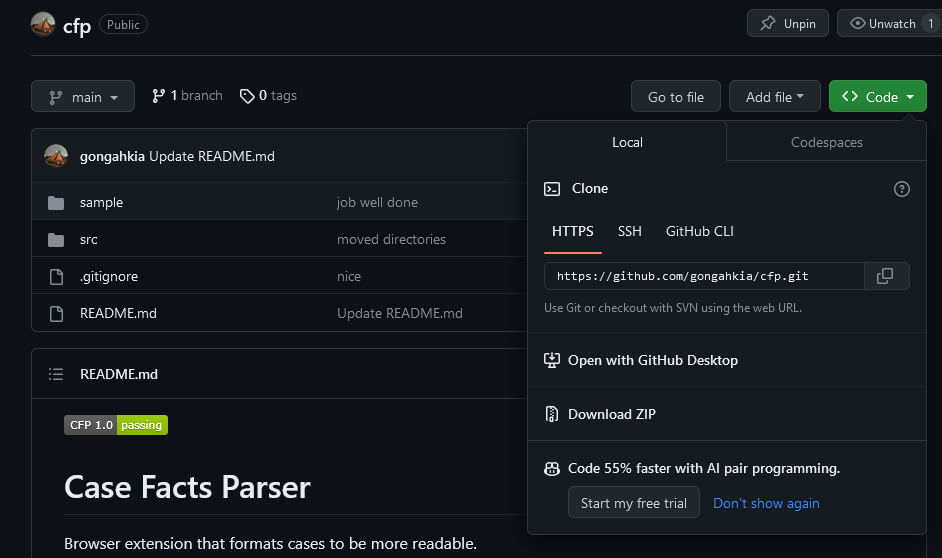 cfp Public
Unpin
Unwatch 1
main
1 branch
0 tags
Go to file
Add file
Code
gongahkia Update README.md
sample job well done
src moved directories
.gitignore nice
README.md Update README.md
README.md
CFP 1.0 passing
Case Facts Parser
Browser extension that formats cases to be more readable.
Local
Codespaces
Clone
HTTPS
SSH
GitHub CLI
https://github.com/gongahkia/cfp.git
Use Git or checkout with SVN using the web URL.
Open with GitHub Desktop
Download ZIP
Code 55% faster with AI pair programming.
Start my free trial
Don't show again